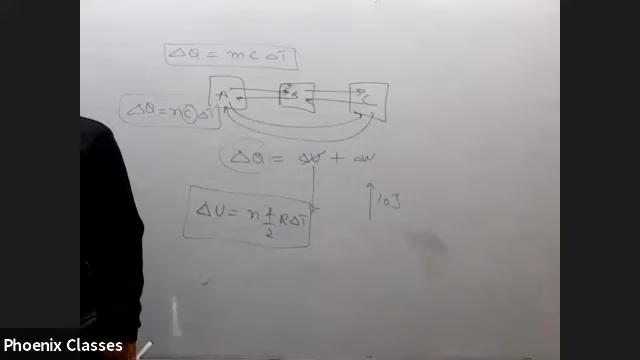 ΔQ = mCΔT
A B C
ΔQ = nCΔT
ΔQ = ΔU + ΔW
ΔU = n f/2 RΔT
10J
Phoenix Classes